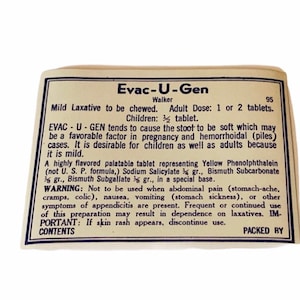 Evac-U-Gen
Walker 95
Mild Laxative to be chewed. Adult Dose: 1 or 2 tablets.
Children: ½ tablet.
EVAC - U - GEN tends to cause the stool to be soft which may
be a favorable factor in pregnancy and hemorrhoidal (piles)
cases. It is desirable for children as well as adults because
it is mild.
A highly flavored palatable tablet representing Yellow Phenolphthalein
(not U. S. P. formula,) Sodium Salicylate gr., Bismuth Subcarbonate
gr., Bismuth Subgallate gr., in a special base.
WARNING: Not to be used when abdominal pain (stomach-ache,
cramps, colic), nausea, vomiting (stomach sickness), or other
symptoms of appendicitis are present. Frequent or continued use
of this preparation may result in dependence on laxatives. IM-
PORTANT: If skin rash appears, discontinue use.
CONTENTS PACKED BY